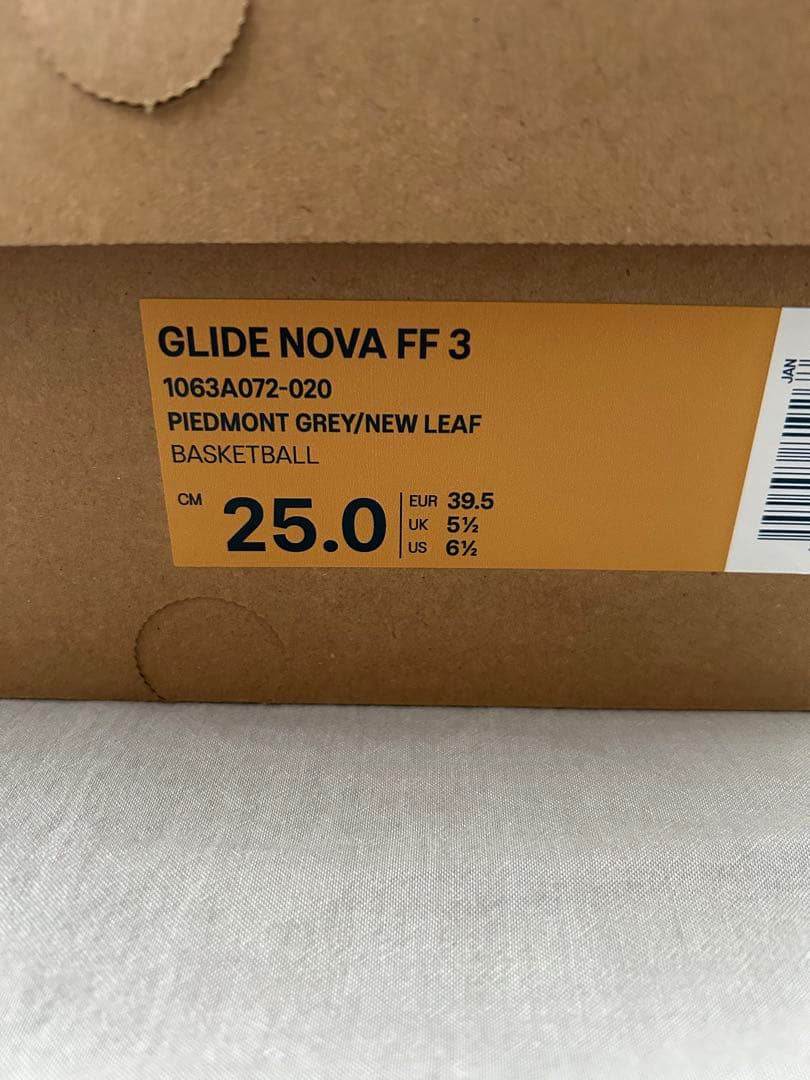 GLIDE NOVA FF 3
1063A072-020
PIEDMONT GREY/NEW LEAF
BASKETBALL
CM 25.0
EUR 39.5
UK 5½
US 6½
JAN